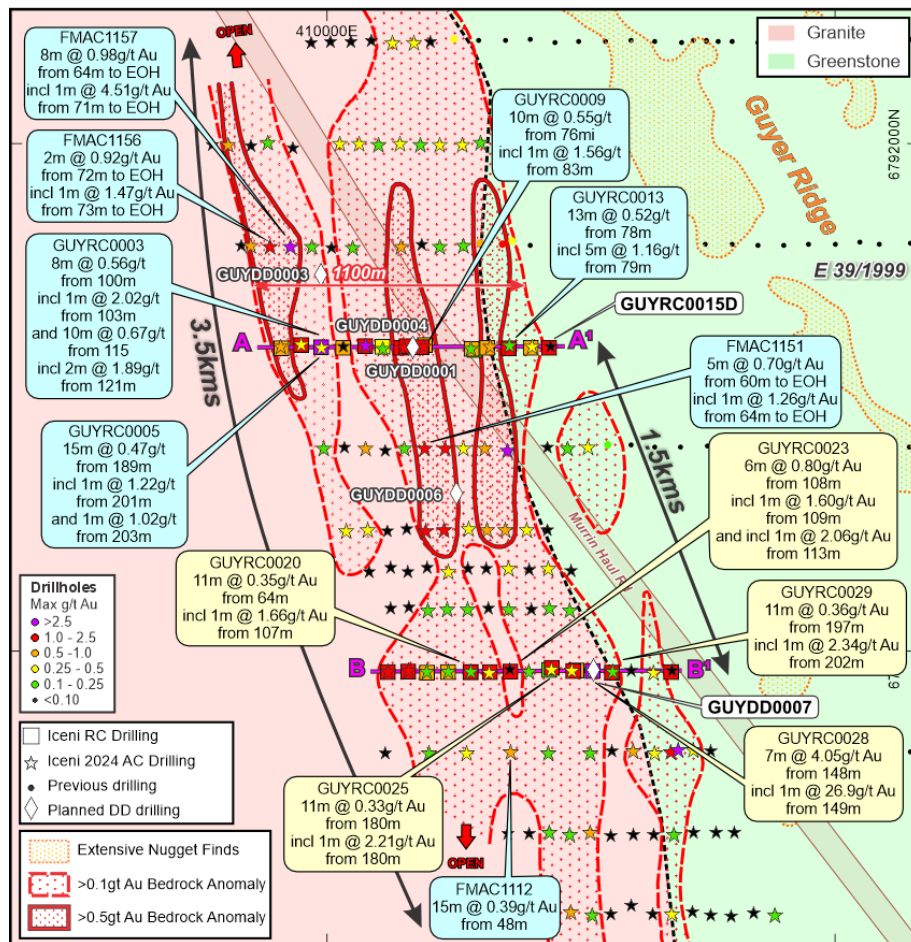 OPEN
410000E
FMAC1157
8m @ 0.98g/t Au
from 64m to EOH
incl 1m @ 4.51g/t Au
from 71m to EOH
Granite
Greenstone
Guyer Ridge
6792000N
FMAC1156
2m @ 0.92g/t Au
from 72m to EOH
incl 1m @ 1.47g/t Au
from 73m to EOH
GUYRC0009
10m @ 0.55g/t
from 76mi
incl 1m @ 1.56g/t
from 83m
GUYRC0013
13m @ 0.52g/t
from 78m
incl 5m @ 1.16g/t
from 79m
GUYRC0003
8m @ 0.56g/t
from 100m
incl 1m @ 2.02g/t
from 103m
and 10m @ 0.67g/t
from 115
incl 2m @ 1.89g/t
from 121m
GUYDD0003
1100m
E 39/1999
GUYRC0015D
GUYDD0004
A
A¹
GUYDD0001
3.5kms
1.5kms
FMAC1151
5m @ 0.70g/t Au
from 60m to EOH
incl 1m @ 1.26g/t Au
from 64m to EOH
GUYRC0005
15m @ 0.47g/t
from 189m
incl 1m @ 1.22g/t
from 201m
and 1m @ 1.02g/t
from 203m
GUYRC0023
6m @ 0.80g/t Au
from 108m
incl 1m @ 1.60g/t Au
from 109m
and incl 1m @ 2.06g/t Au
from 113m
GUYDD0006
Murrin Haul Rd
GUYRC0020
11m @ 0.35g/t Au
from 64m
incl 1m @ 1.66g/t Au
from 107m
GUYRC0029
11m @ 0.36g/t Au
from 197m
incl 1m @ 2.34g/t Au
from 202m
Drillholes
Max g/t Au
>2.5
1.0 - 2.5
0.5 - 1.0
0.25 - 0.5
0.1 - 0.25
<0.10
B
B¹
GUYDD0007
Iceni RC Drilling
Iceni 2024 AC Drilling
Previous drilling
Planned DD drilling
GUYRC0028
7m @ 4.05g/t Au
from 148m
incl 1m @ 26.9g/t Au
from 149m
GUYRC0025
11m @ 0.33g/t Au
from 180m
incl 1m @ 2.21g/t Au
from 180m
OPEN
Extensive Nugget Finds
>0.1gt Au Bedrock Anomaly
>0.5gt Au Bedrock Anomaly
FMAC1112
15m @ 0.39g/t Au
from 48m